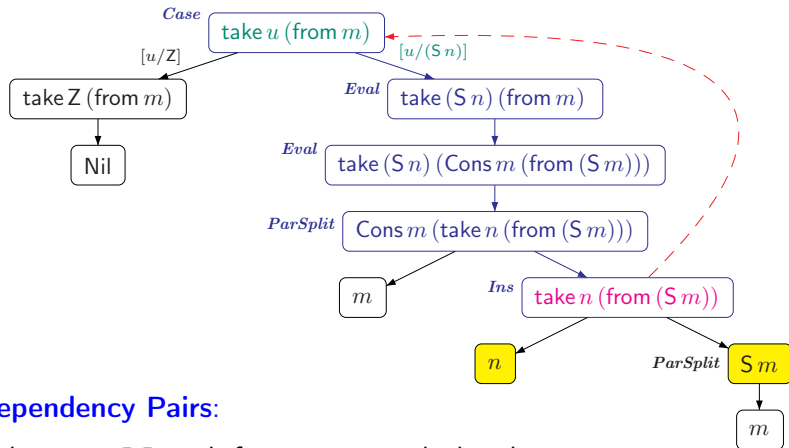 Case
take u (from m)
[u/Z]
[u/(S n)]
take Z (from m)
Eval
take (S n) (from m)
Nil
Eval
take (S n) (Cons m (from (S m)))
ParSplit
Cons m (take n (from (S m)))
m
Ins
take n (from (S m))
n
ParSplit
S m
ependency Pairs:
m